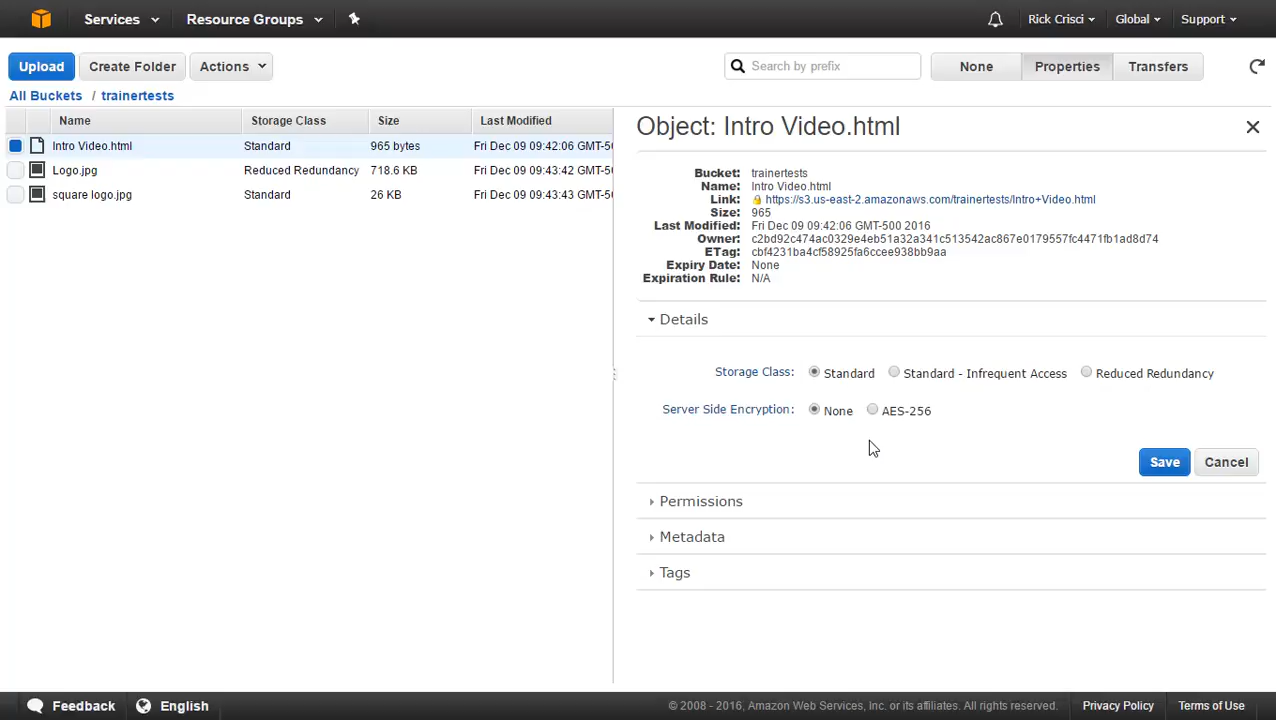 Services Resource Groups Rick Crisci Global Support
Upload Create Folder Actions Search by prefix None Properties Transfers
All Buckets / trainertests
Name Storage Class Size Last Modified
Intro Video.html Standard 965 bytes Fri Dec 09 09:42:06 GMT-50
Logo.jpg Reduced Redundancy 718.6 KB Fri Dec 09 09:43:42 GMT-50
square logo.jpg Standard 26 KB Fri Dec 09 09:43:43 GMT-50
Object: Intro Video.html
Bucket: trainertests
Name: Intro Video.html
Link: https://s3.us-east-2.amazonaws.com/trainertests/Intro+Video.html
Size: 965
Last Modified: Fri Dec 09 09:42:06 GMT-500 2016
Owner: c2bd92c474ac0329e4eb51a32a341c513542ac867e0179557fc4471fb1ad8d74
ETag: cbf4231ba4cf58925fa6ccee938bb9aa
Expiry Date: None
Expiration Rule: N/A
Details
Storage Class: Standard Standard - Infrequent Access Reduced Redundancy
Server Side Encryption: None AES-256
Save Cancel
Permissions
Metadata
Tags
Feedback English © 2008 - 2016, Amazon Web Services, Inc. or its affiliates. All rights reserved. Privacy Policy Terms of Use